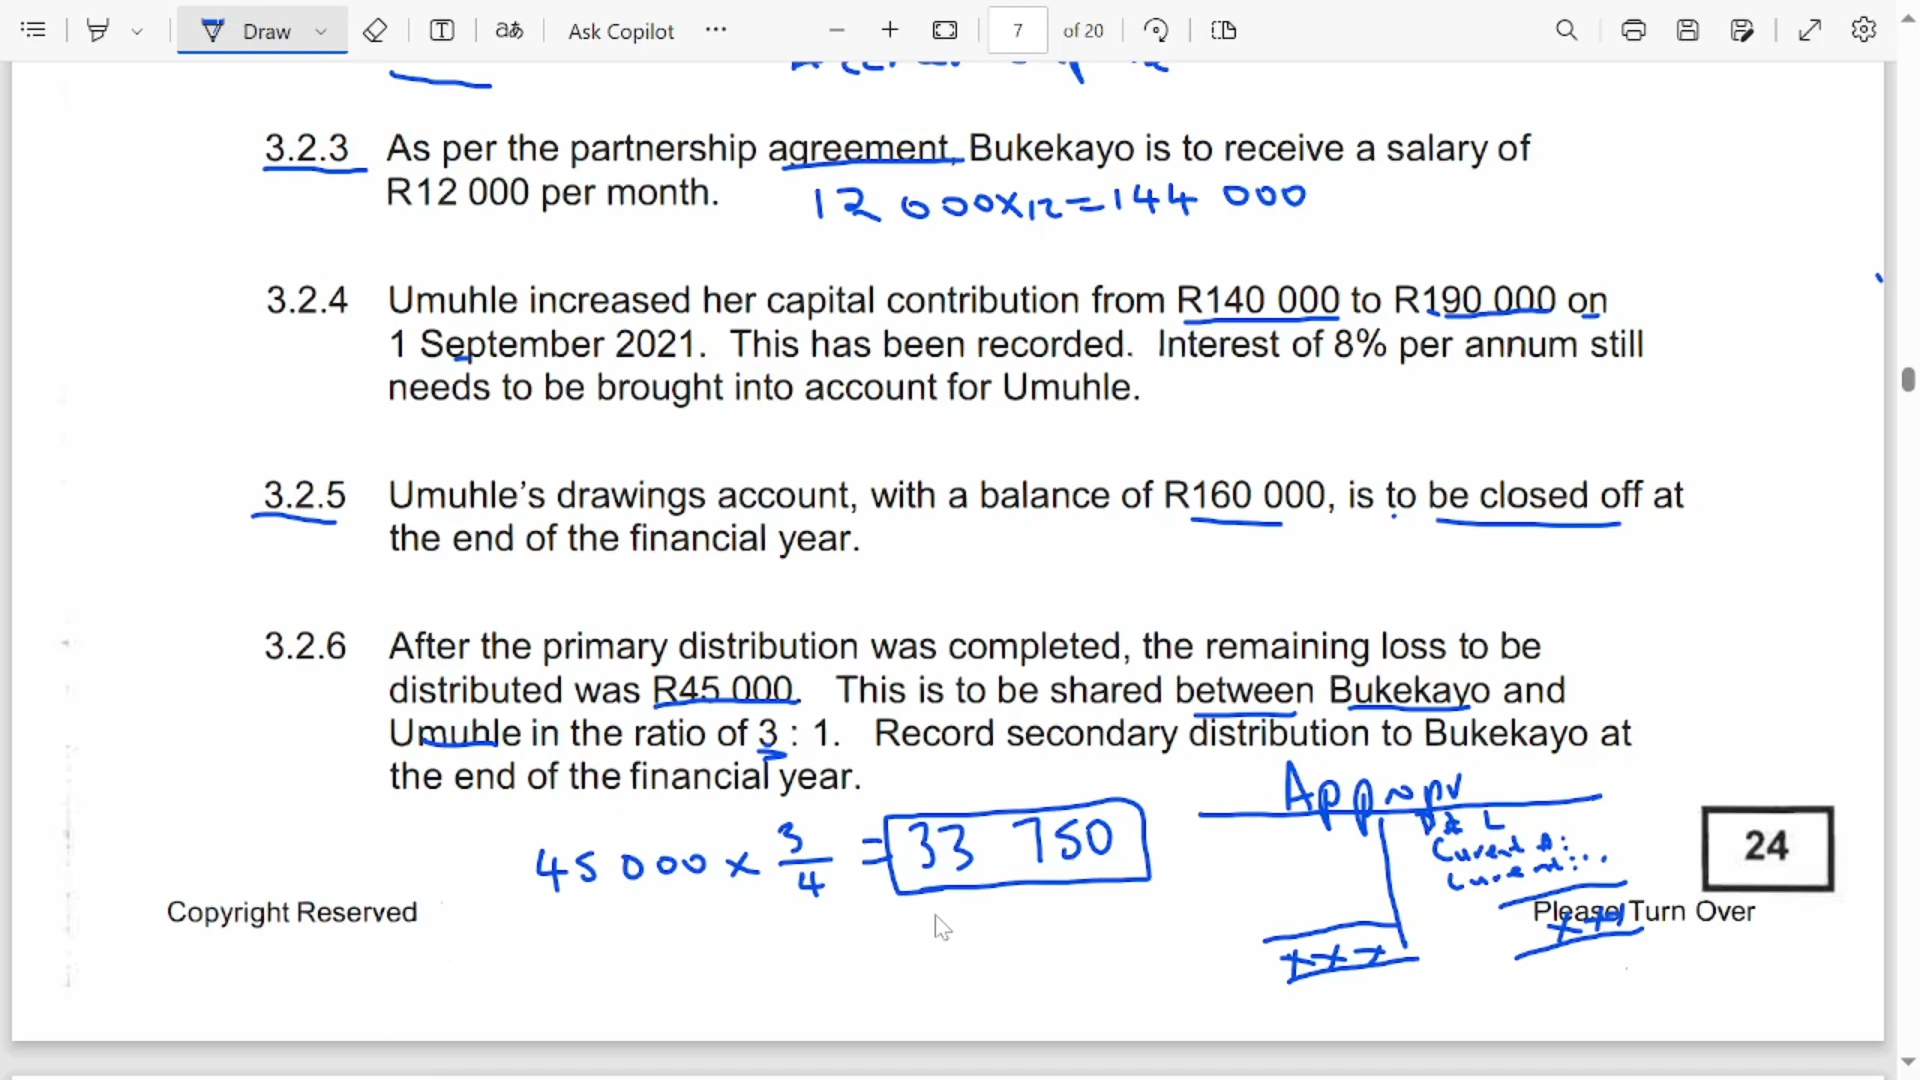 Draw
aあ
Ask Copilot
7 of 20
3.2.3 As per the partnership agreement, Bukekayo is to receive a salary of
R12 000 per month.
12 000x12=144 000
3.2.4 Umuhle increased her capital contribution from R140 000 to R190 000 on
1 September 2021. This has been recorded. Interest of 8% per annum still
needs to be brought into account for Umuhle.
3.2.5 Umuhle's drawings account, with a balance of R160 000, is to be closed off at
the end of the financial year.
3.2.6 After the primary distribution was completed, the remaining loss to be
distributed was R45 000. This is to be shared between Bukekayo and
Umuhle in the ratio of 3 : 1. Record secondary distribution to Bukekayo at
the end of the financial year.
45 000 x 3/4 = 33 750
Appropr
24
Copyright Reserved
Please Turn Over
xxx